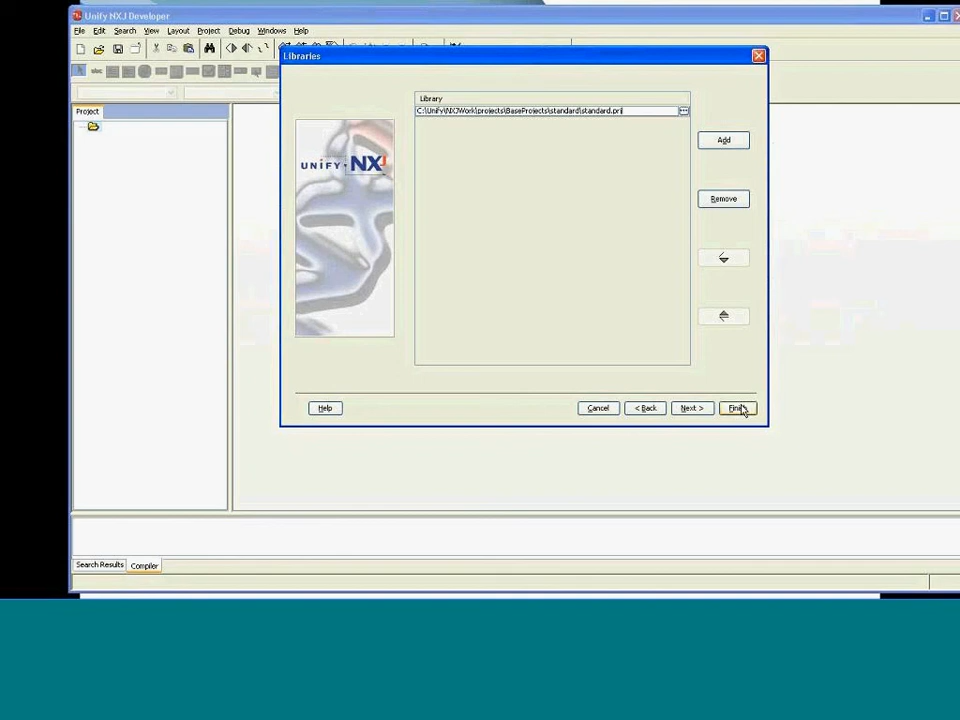 Unify NXJ Developer
File Edit Search View Layout Project Debug Windows Help
Libraries
Project
Library
C:\Unify\NXJWork\projects\BaseProjects\standard\standard.prj
UNIFY NXJ
Add
Remove
Help
Cancel
< Back
Next >
Search Results
Compiler